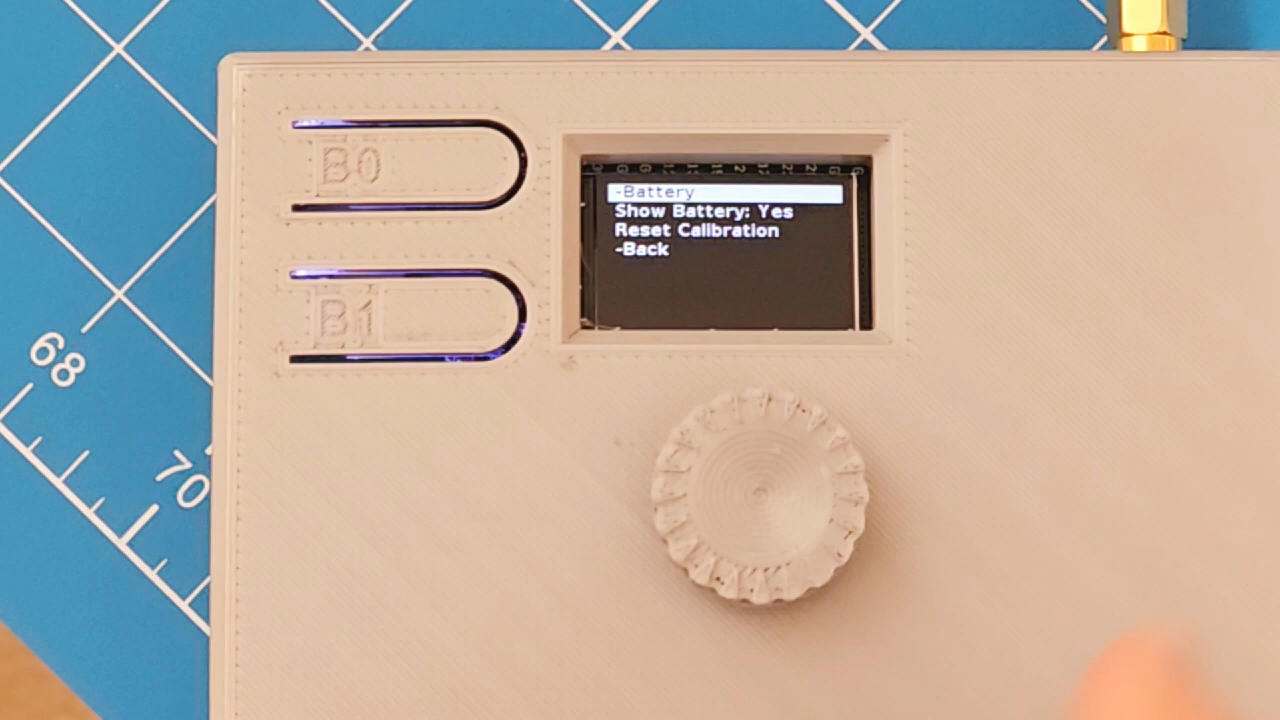 B0
-Battery
Show Battery: Yes
Reset Calibration
-Back
B1
68
70